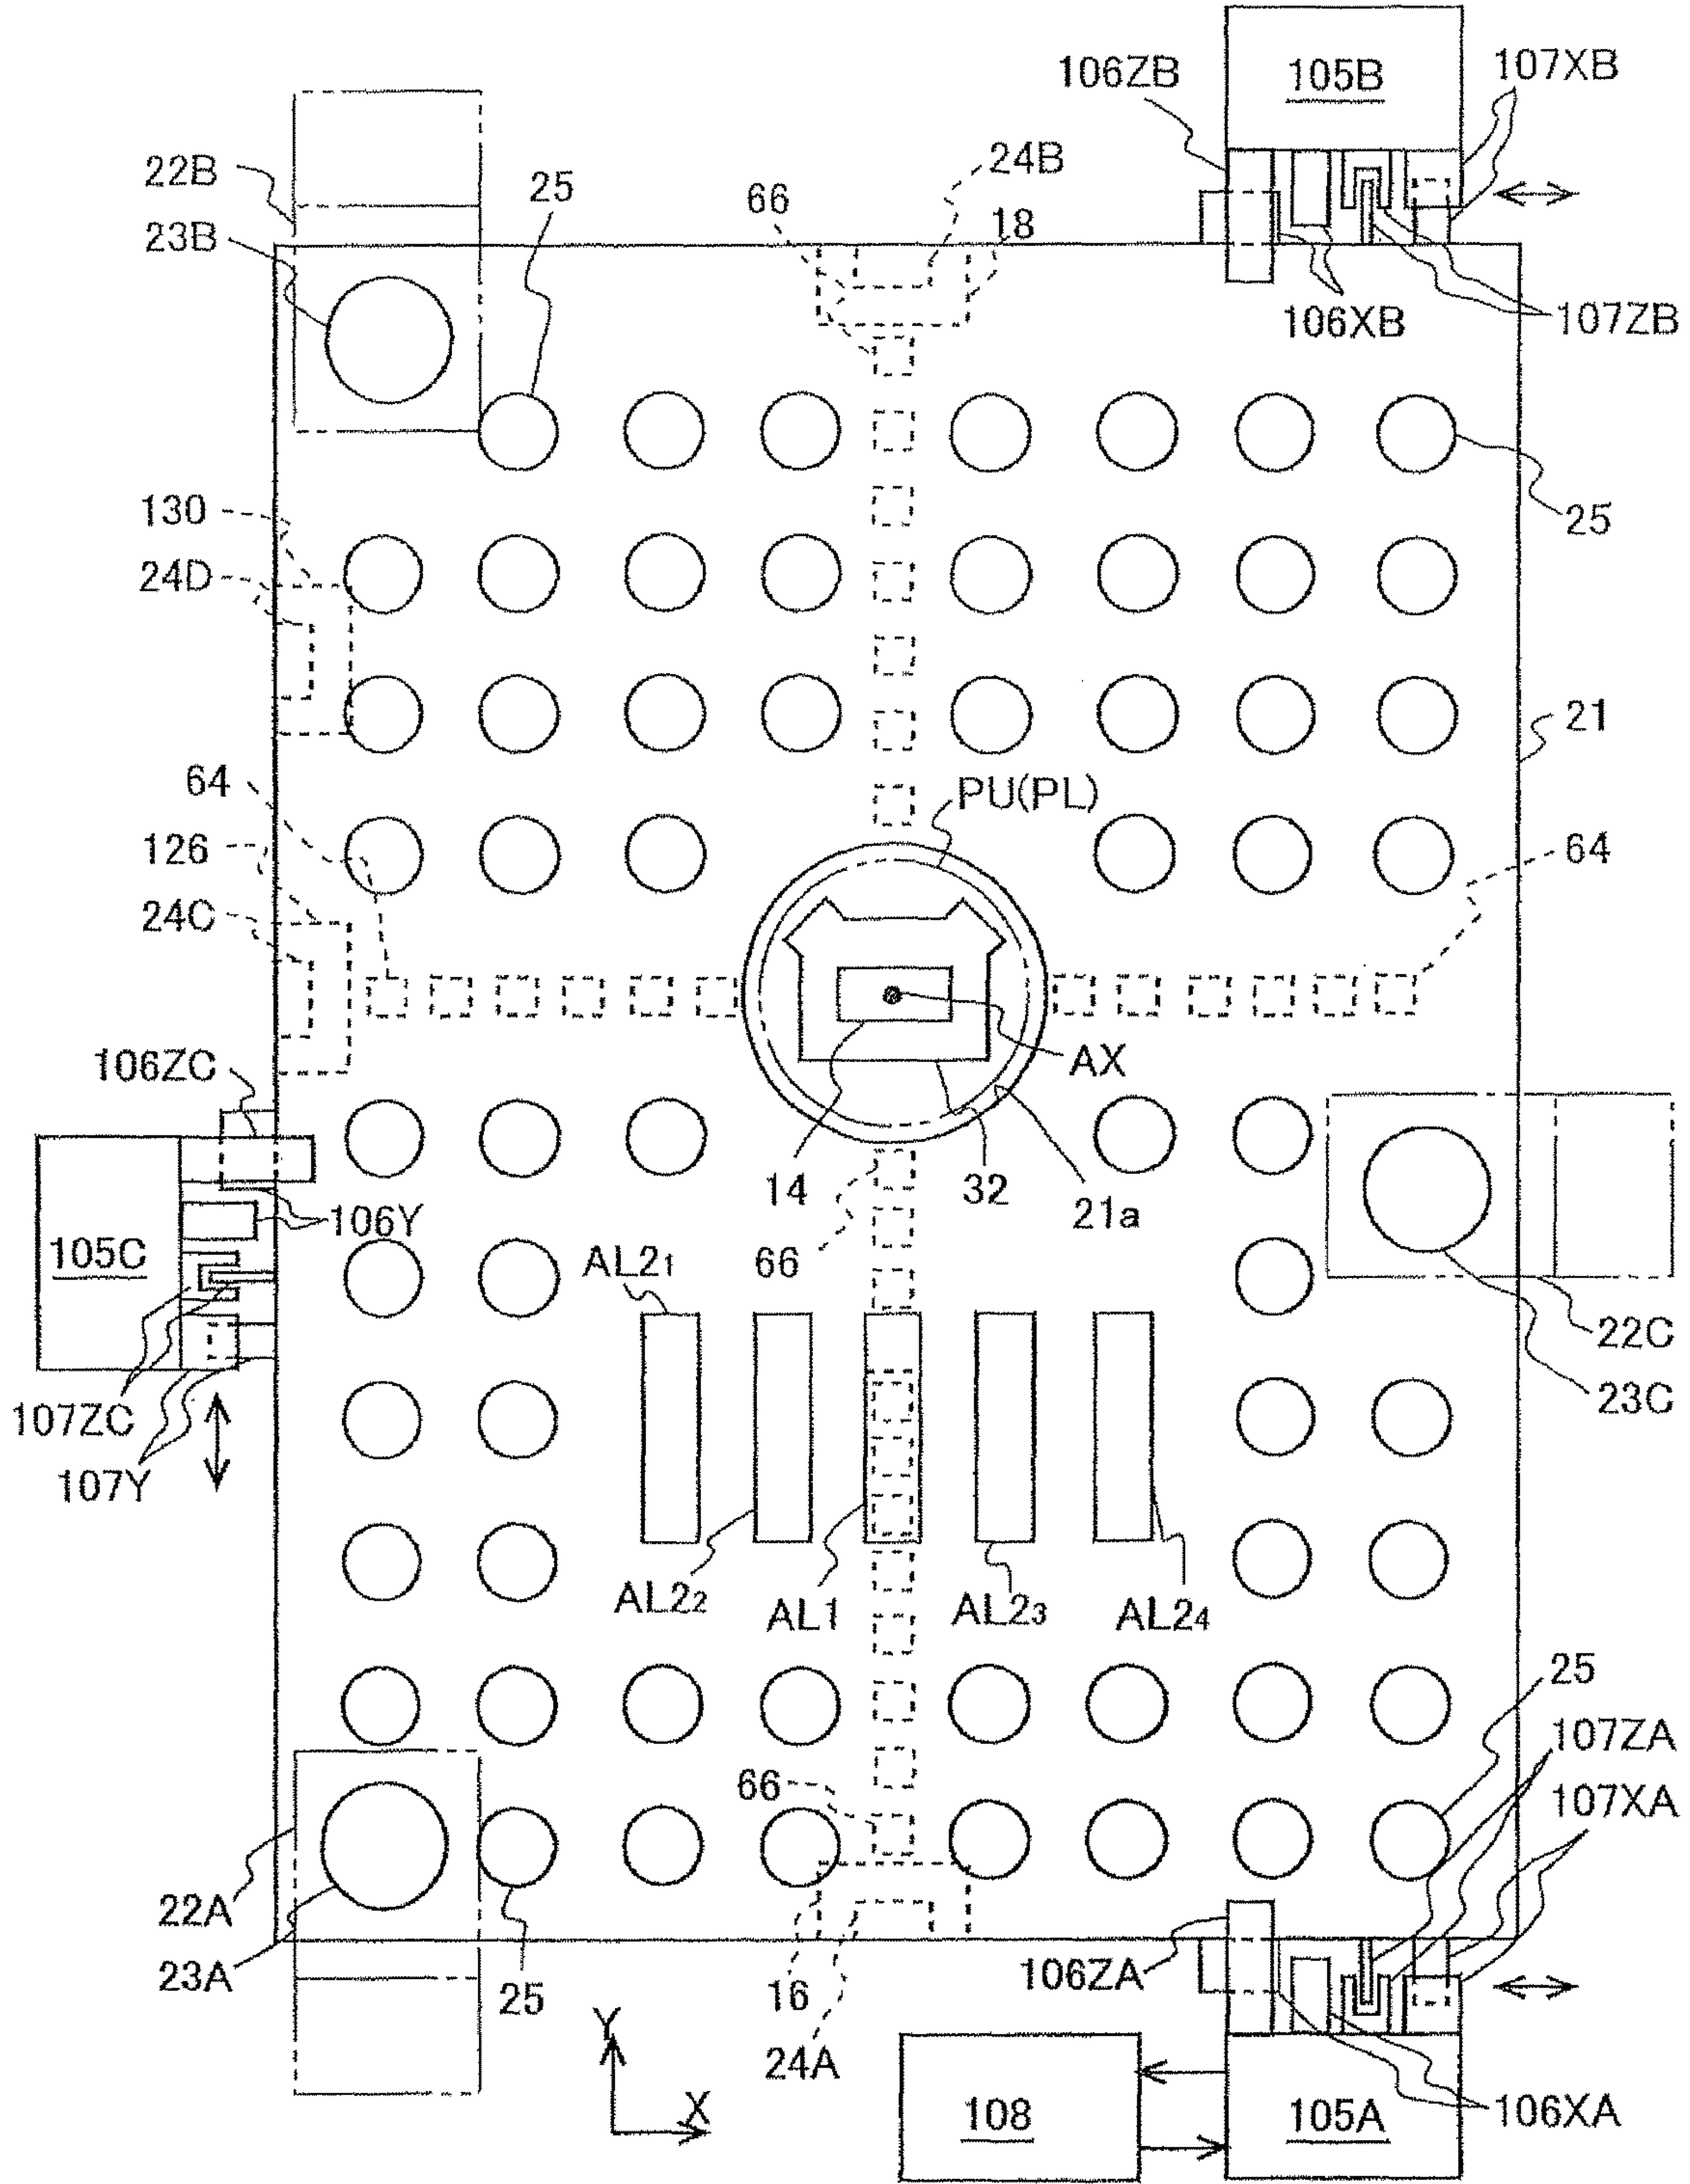 106ZB
105B
107XB
22B
25
66
24B
18
23B
106XB
107ZB
130
24D
25
21
64
PU(PL)
126
64
24C
106ZC
AX
14
32
21a
106Y
105C
66
AL2₁
22C
107ZC
23C
107Y
AL2₂
AL1
AL2₃
AL2₄
25
107ZA
66
107XA
22A
23A
25
16
106ZA
Y
24A
X
108
105A
106XA